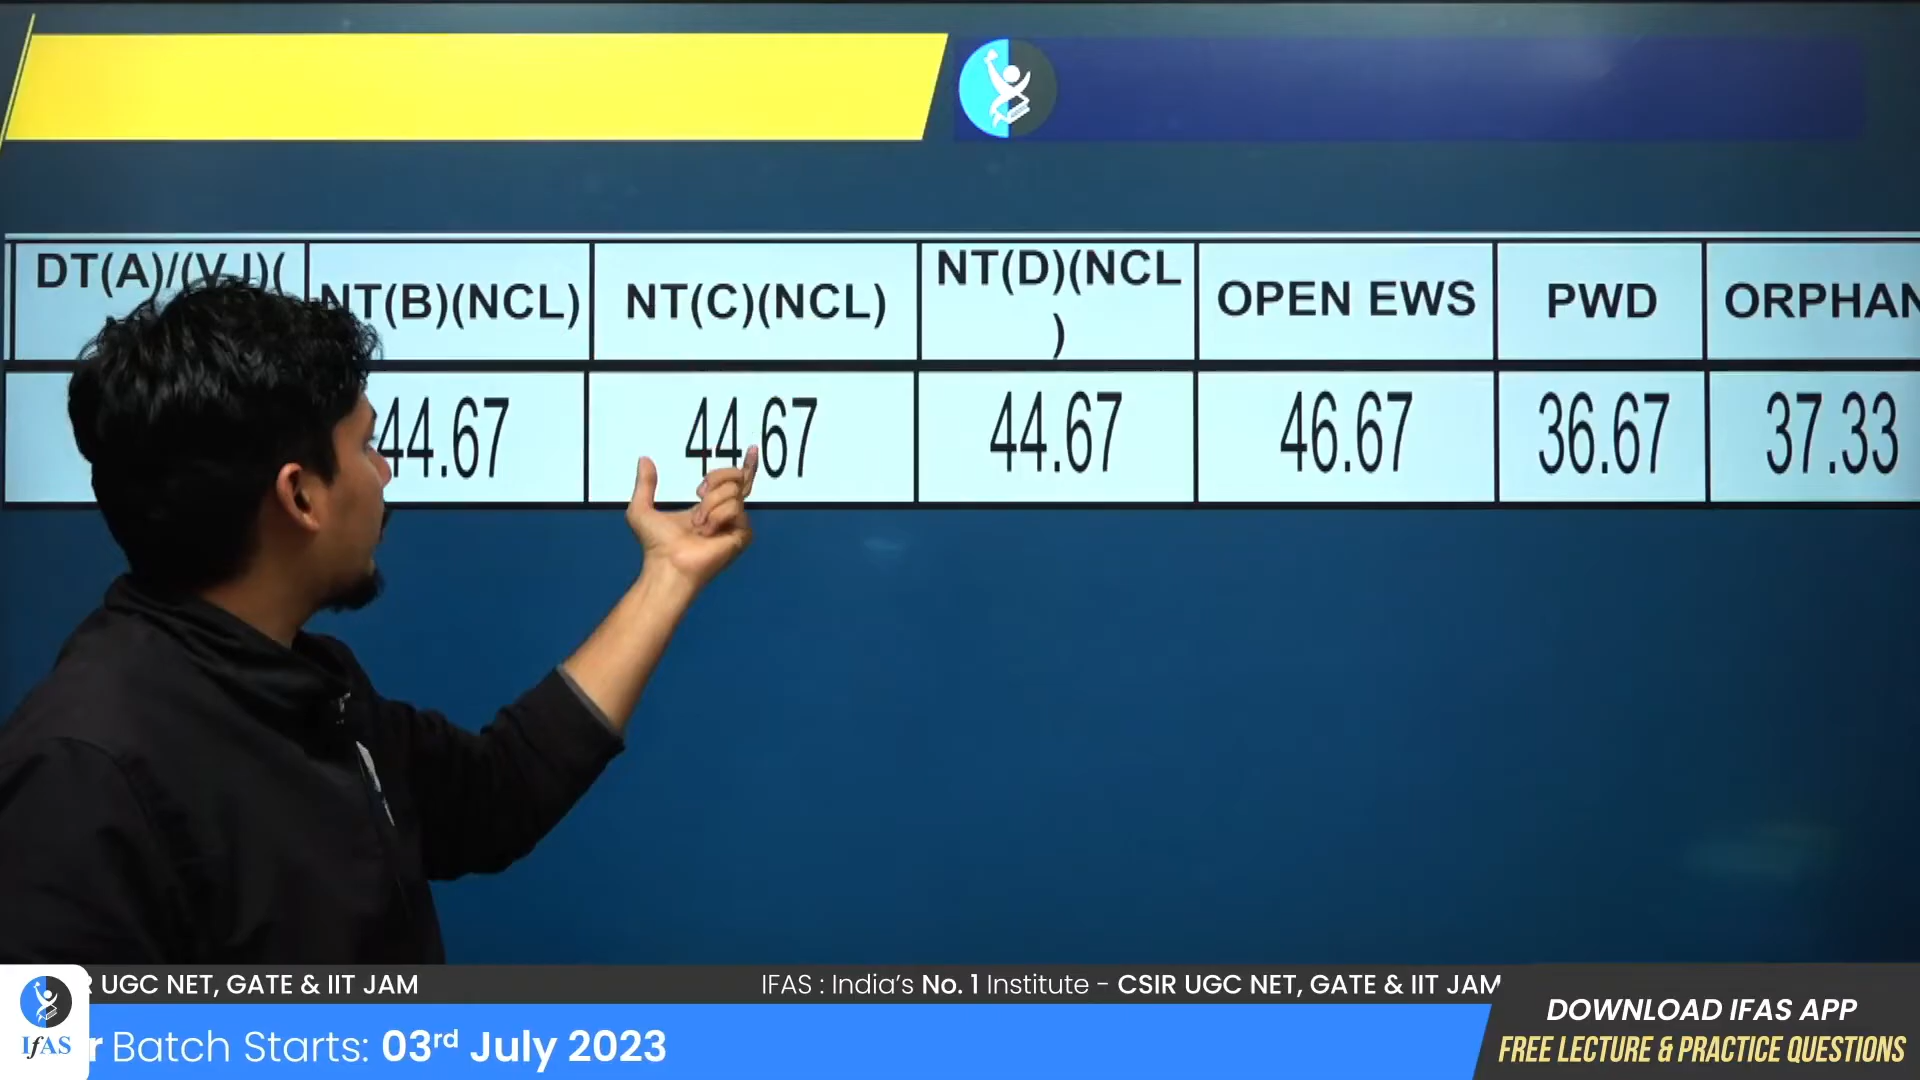 DT(A)/(VJ)(
NT(B)(NCL)
NT(C)(NCL)
NT(D)(NCL
)
OPEN EWS
PWD
ORPHAN
44.67
44.67
44.67
46.67
36.67
37.33
R UGC NET, GATE & IIT JAM
IFAS : India's No. 1 Institute - CSIR UGC NET, GATE & IIT JAM
IfAS
r Batch Starts: 03rd July 2023
DOWNLOAD IFAS APP
FREE LECTURE & PRACTICE QUESTIONS